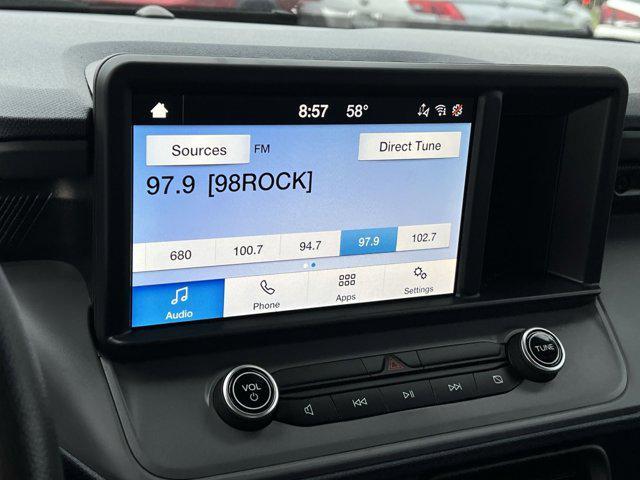 8:57 58°
Sources FM Direct Tune
97.9 [98ROCK]
680 100.7 94.7 97.9 102.7
Audio Phone Apps Settings
VOL TUNE